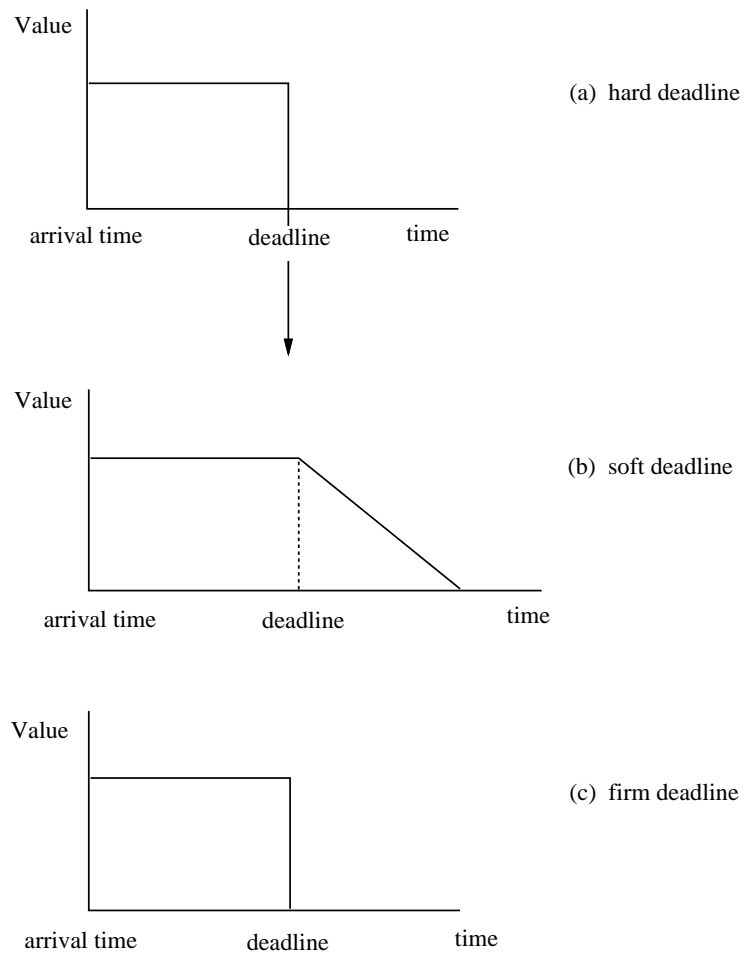 Value
(a) hard deadline
arrival time deadline time
Value
(b) soft deadline
arrival time deadline time
Value
(c) firm deadline
arrival time deadline time